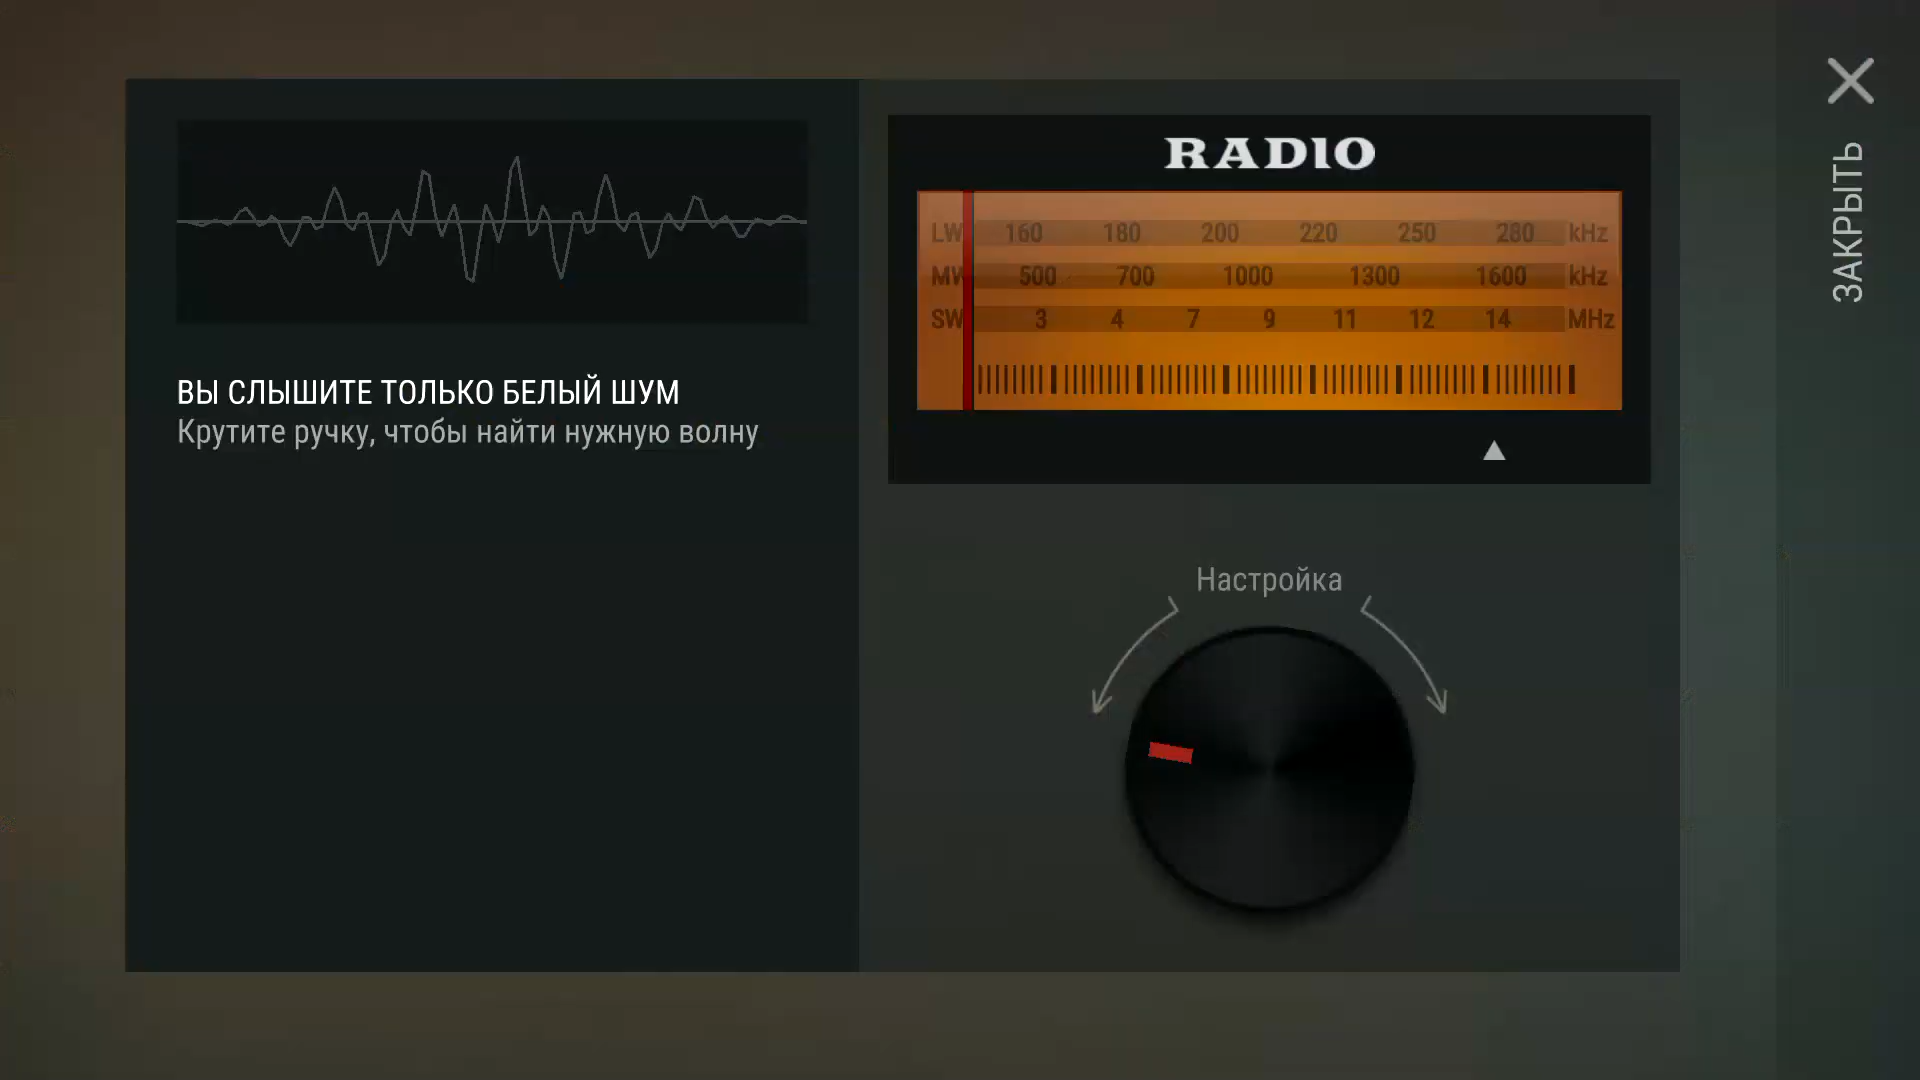 ВЫ СЛЫШИТЕ ТОЛЬКО БЕЛЫЙ ШУМ
Крутите ручку, чтобы найти нужную волну
RADIO
LW 160 180 200 220 250 280 kHz
MW 500 700 1000 1300 1600 kHz
SW 3 4 7 9 11 12 14 MHz
Настройка
ЗАКРЫТЬ